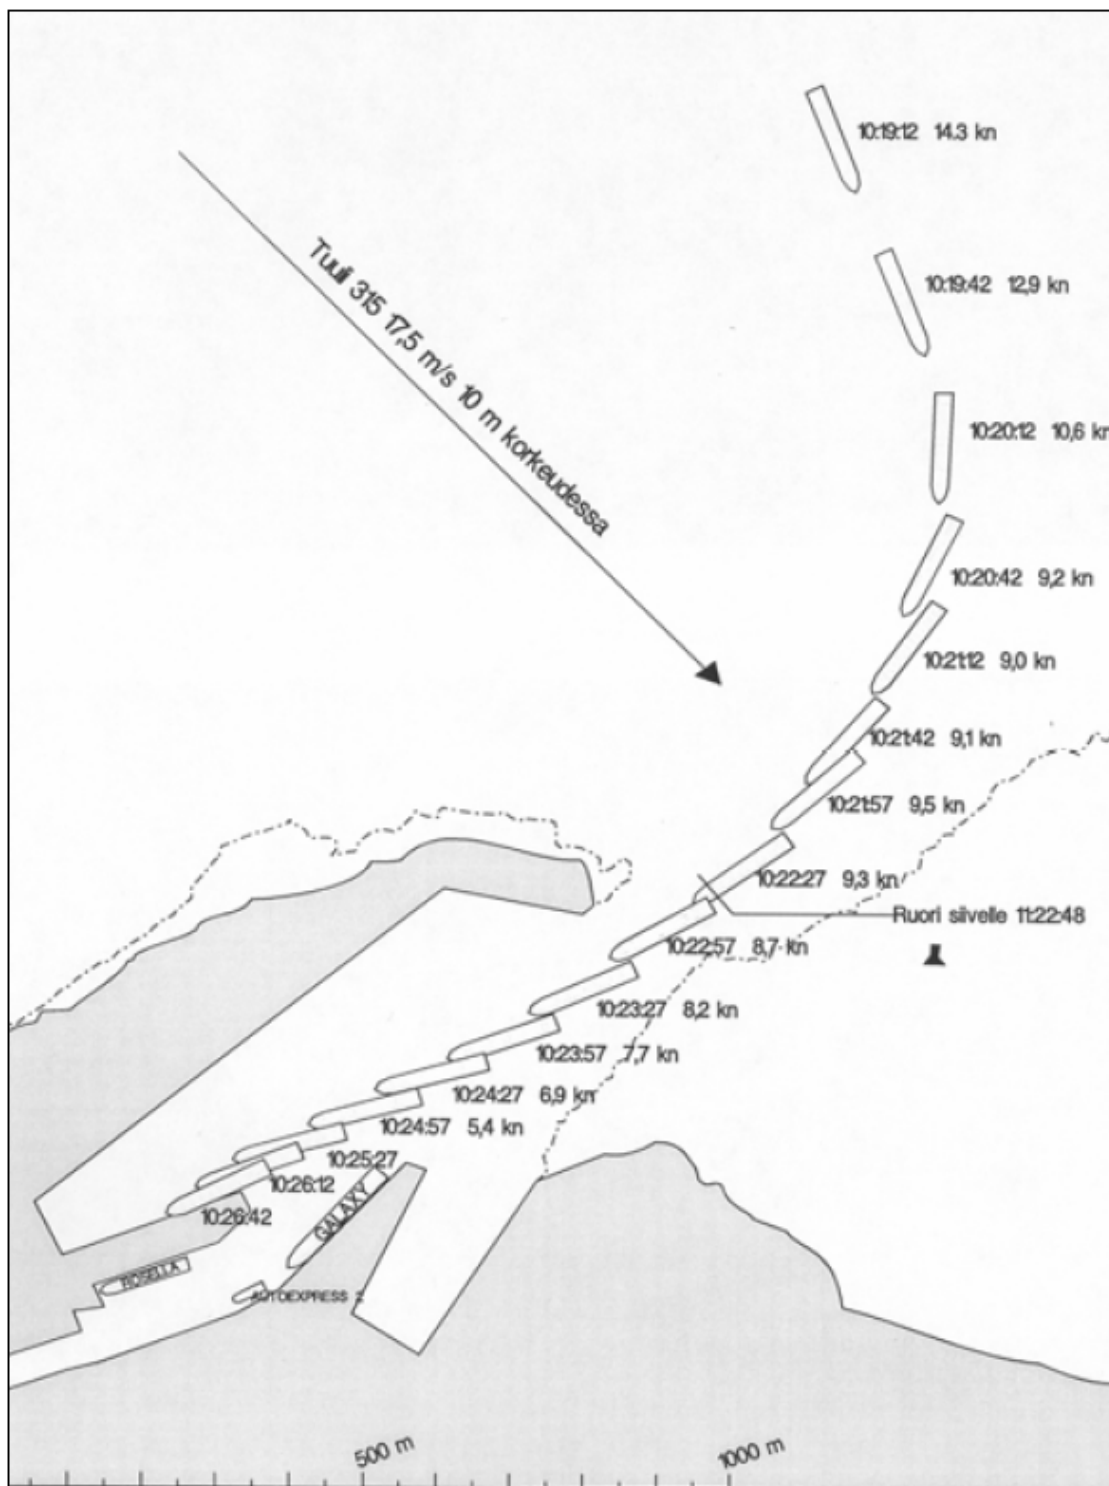 10:19:12 14.3 kn
10:19:42 12,9 kn
Tuuli 315 17,5 m/s 10 m korkeudessa
10:20:12 10,6 kn
10:20:42 9,2 kn
10:21:12 9,0 kn
10:21:42 9,1 kn
10:21:57 9,5 kn
10:22:27 9,3 kn
Ruori siivelle 11:22:48
10:22:57 8,7 kn
10:23:27 8,2 kn
10:23:57 7,7 kn
10:24:27 6,9 kn
10:24:57 5,4 kn
10:25:27
10:26:12
10:26:42
GALAXY
ROSELLA
AUTOEXPRESS 2
500 m
1000 m